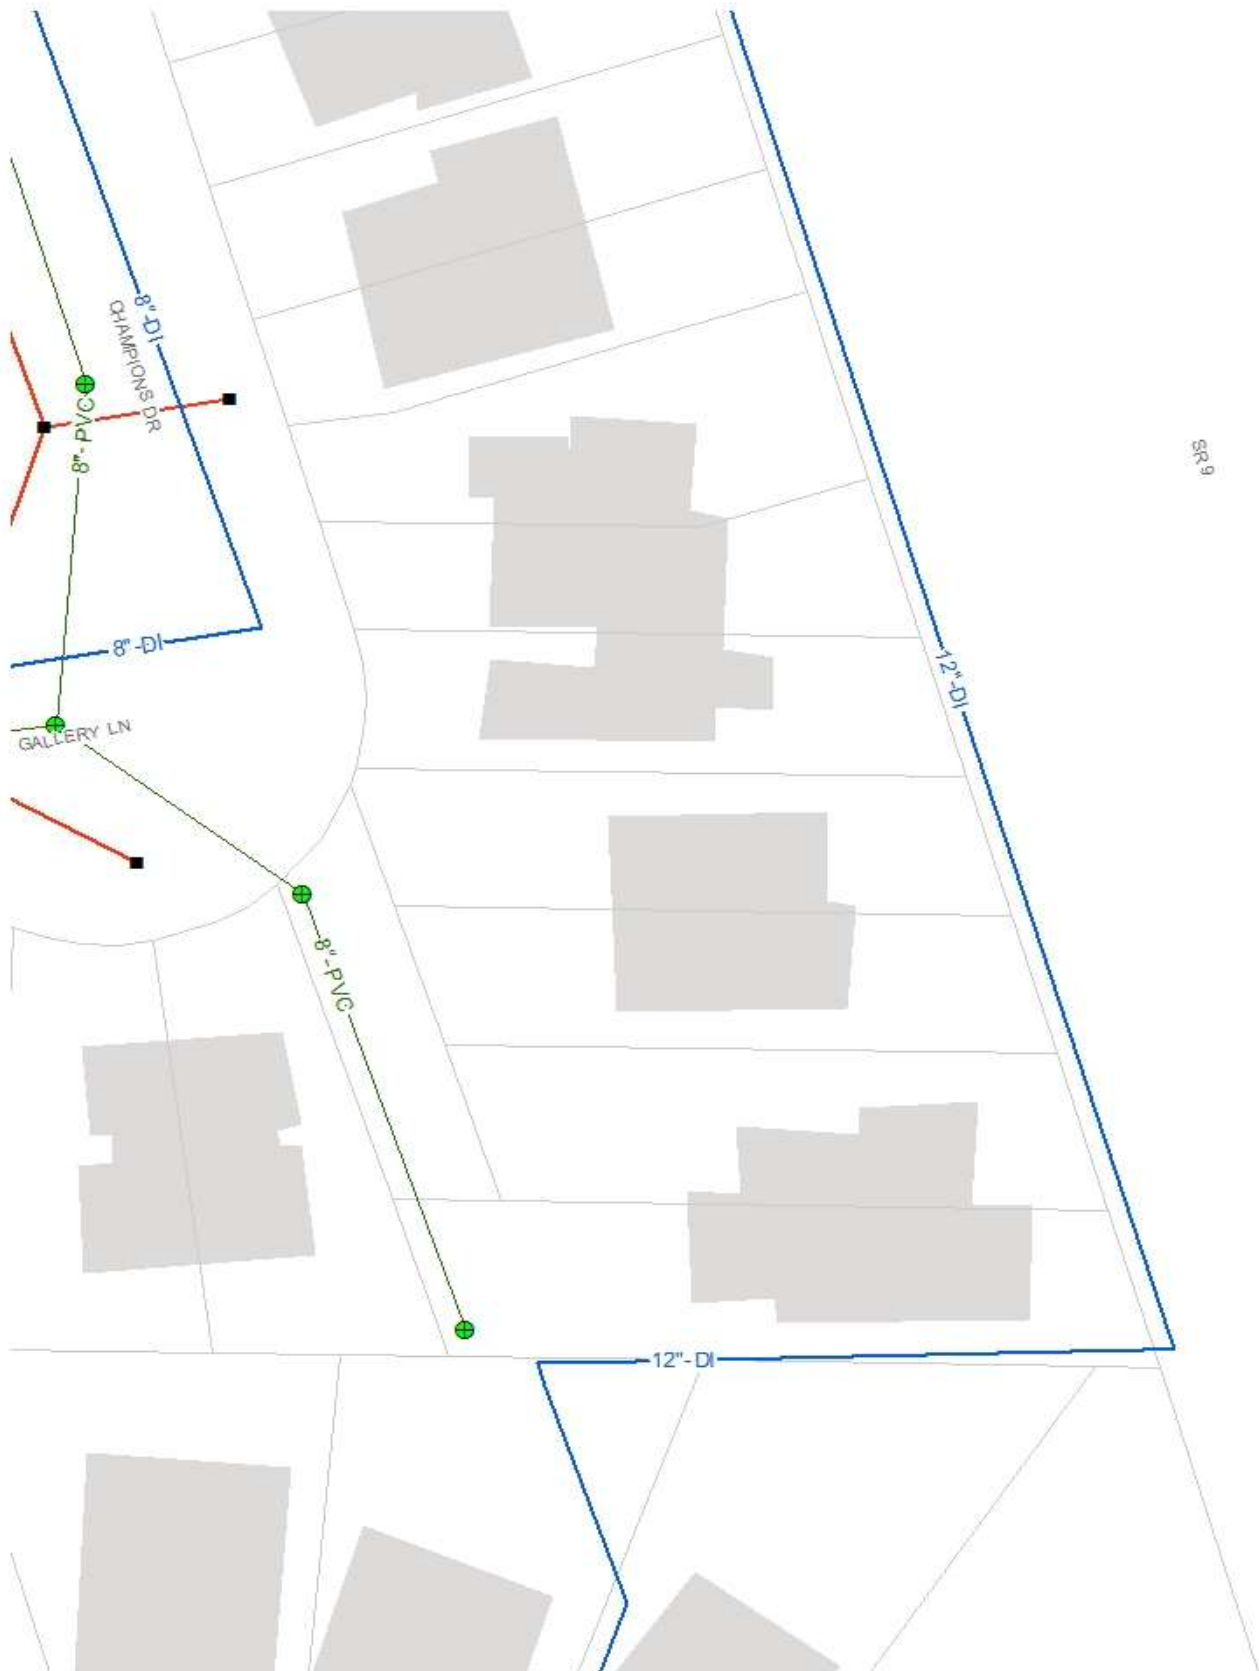 8"-DI
CHAMPIONS DR
8"- PVC
SR 9
8"-DI
12"-DI
GALLERY LN
8"-PVC
12"- DI